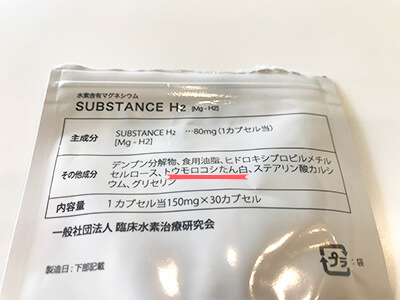 水素含有マグネシウム
SUBSTANCE H2 [Mg - H2]
主成分 SUBSTANCE H2 …80mg(1カプセル当)
[Mg - H2]
その他成分 デンプン分解物、食用油脂、ヒドロキシプロピルメチル
セルロース、トウモロコシたん白、ステアリン酸カルシ
ウム、グリセリン
内容量 1カプセル当150mg×30カプセル
一般社団法人 臨床水素治療研究会
製造日:下部記載
プラ :袋